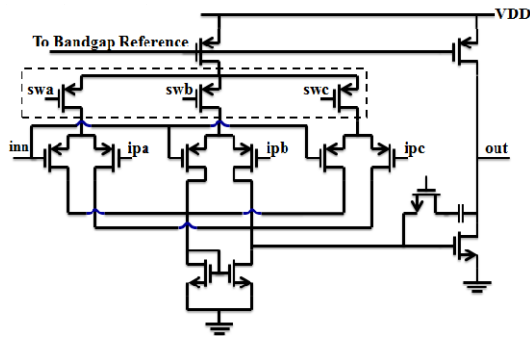 VDD
To Bandgap Reference
swa
swb
swc
inn
ipa
ipb
ipc
out